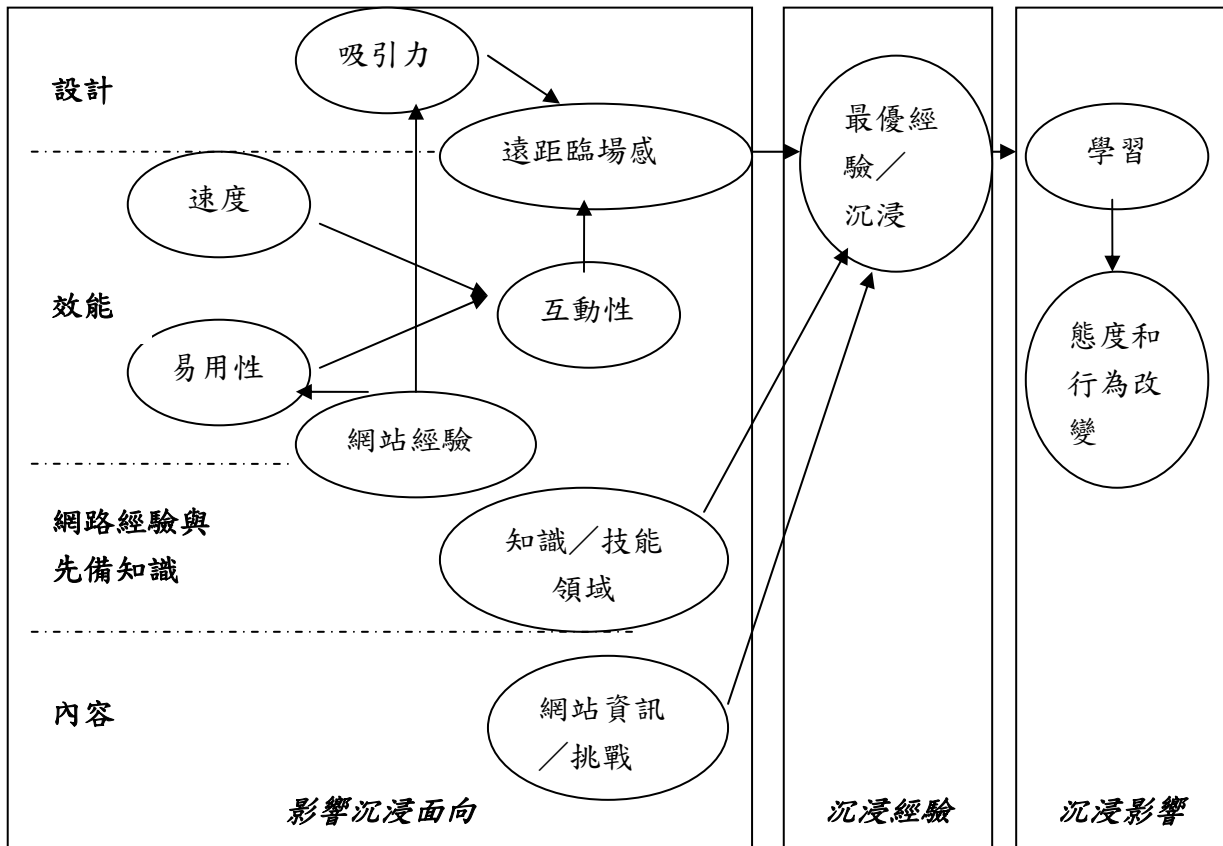 吸引力
設計
遠距臨場感
速度
效能
互動性
易用性
網站經驗
網路經驗與
先備知識
知識／技能
領域
內容
網站資訊
／挑戰
影響沉浸面向
最優經
驗／
沉浸
沉浸經驗
學習
態度和
行為改
變
沉浸影響